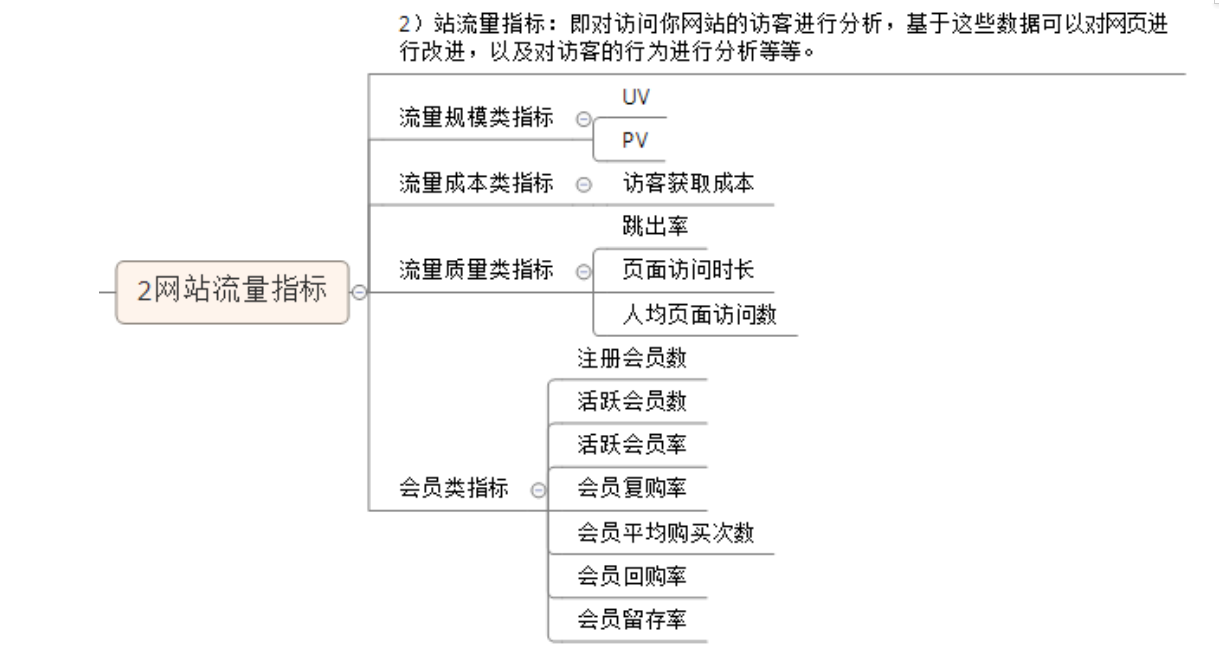 2）站流量指标：即对访问你网站的访客进行分析，基于这些数据可以对网页进
行改进，以及对访客的行为进行分析等等。
流量规模类指标
UV
PV
流量成本类指标
访客获取成本
流量质量类指标
跳出率
页面访问时长
人均页面访问数
2网站流量指标
会员类指标
注册会员数
活跃会员数
活跃会员率
会员复购率
会员平均购买次数
会员回购率
会员留存率